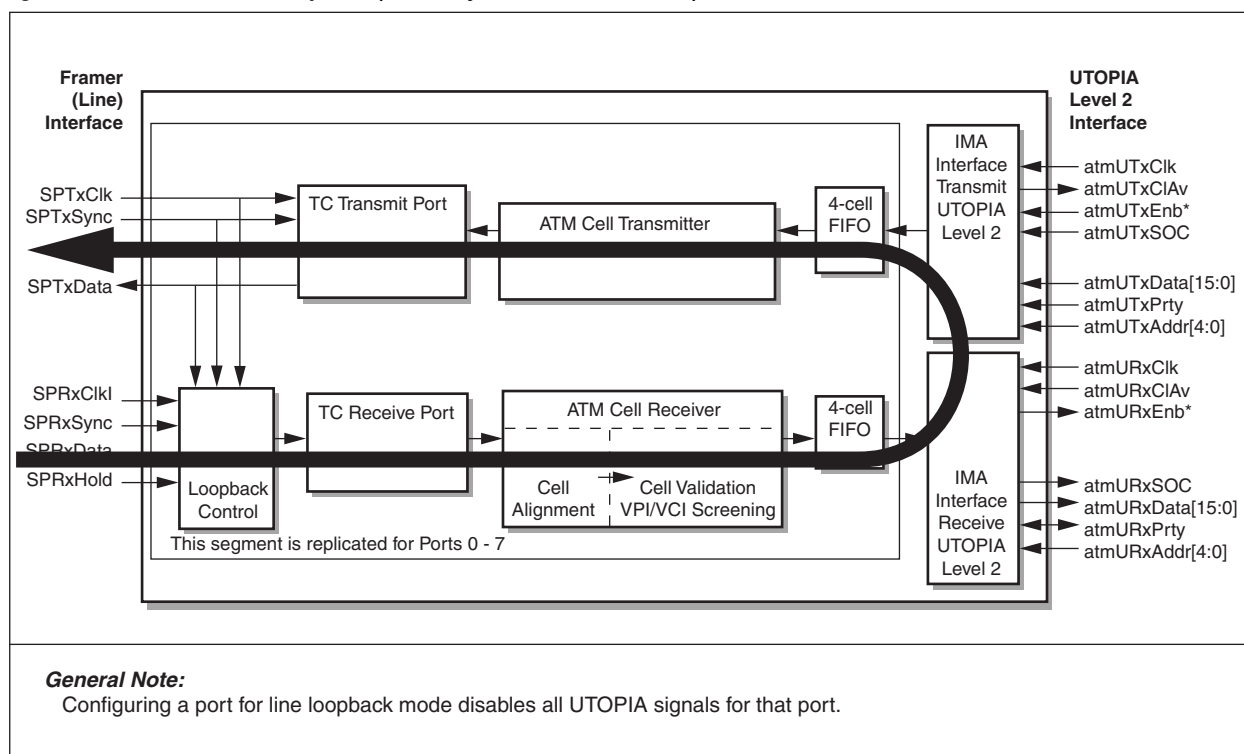 Framer
(Line)
Interface
UTOPIA
Level 2
Interface
SPTxClk
SPTxSync
SPTxData
TC Transmit Port
ATM Cell Transmitter
4-cell
FIFO
IMA
Interface
Transmit
UTOPIA
Level 2
atmUTxClk
atmUTxClAv
atmUTxEnb*
atmUTxSOC
atmUTxData[15:0]
atmUTxPrty
atmUTxAddr[4:0]
SPRxClkI
SPRxSync
SPRxData
SPRxHold
Loopback
Control
TC Receive Port
ATM Cell Receiver
Cell
Alignment
Cell Validation
VPI/VCI Screening
4-cell
FIFO
IMA
Interface
Receive
UTOPIA
Level 2
atmURxClk
atmURxClAv
atmURxEnb*
atmURxSOC
atmURxData[15:0]
atmURxPrty
atmURxAddr[4:0]
This segment is replicated for Ports 0 - 7
General Note:
Configuring a port for line loopback mode disables all UTOPIA signals for that port.